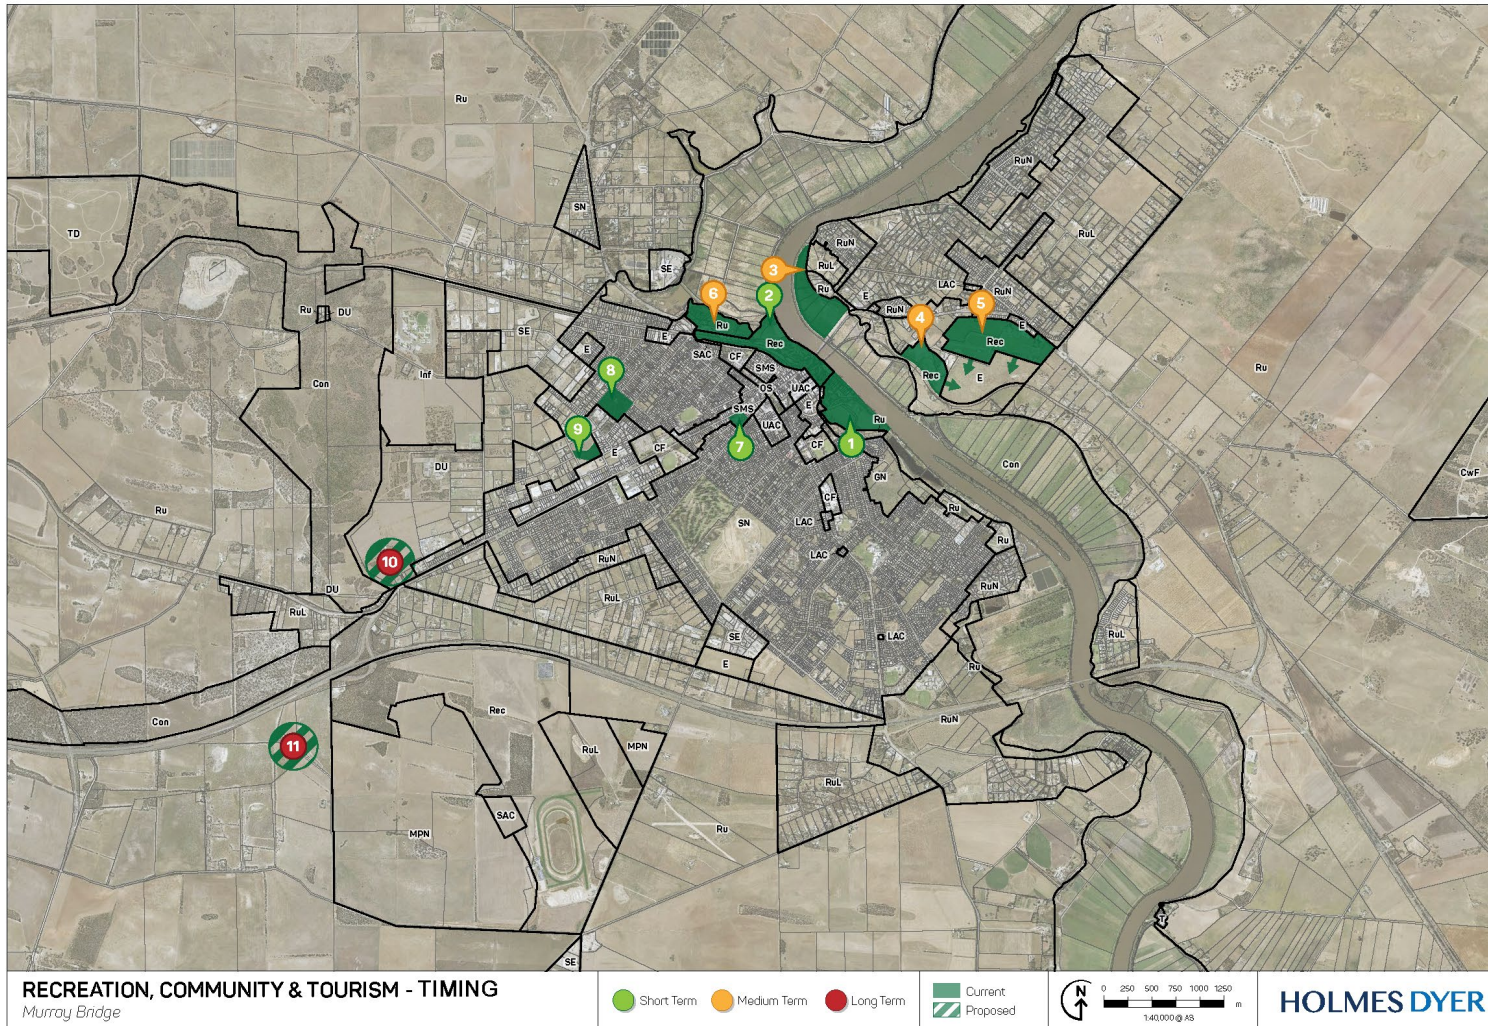 Ru
TD
SN
SE
RuN
RuL
RuN
RuL
3
Ru
LAC
RuN
E
RuN
6
2
5
4
E
Rec
Ru
DU
SE
Ru
Rec
E
E
SAC
CF
SMS
OS
UAC
E
Rec
E
Ru
Con
Inf
8
SMS
UAC
Ru
9
7
1
E
CF
CF
DU
Con
CwF
GN
Ru
CF
Ru
SN
LAC
Ru
LAC
10
RuN
RuL
RuN
DU
RuL
SE
LAC
RuL
E
Ru
Con
Rec
RuN
11
RuL
MPN
RuL
SAC
MPN
Ru
T
SE
RECREATION, COMMUNITY & TOURISM - TIMING
Murray Bridge
Short Term
Medium Term
Long Term
Current
Proposed
N
0 250 500 750 1000 1250
m
1:40,000 @ A3
HOLMES DYER